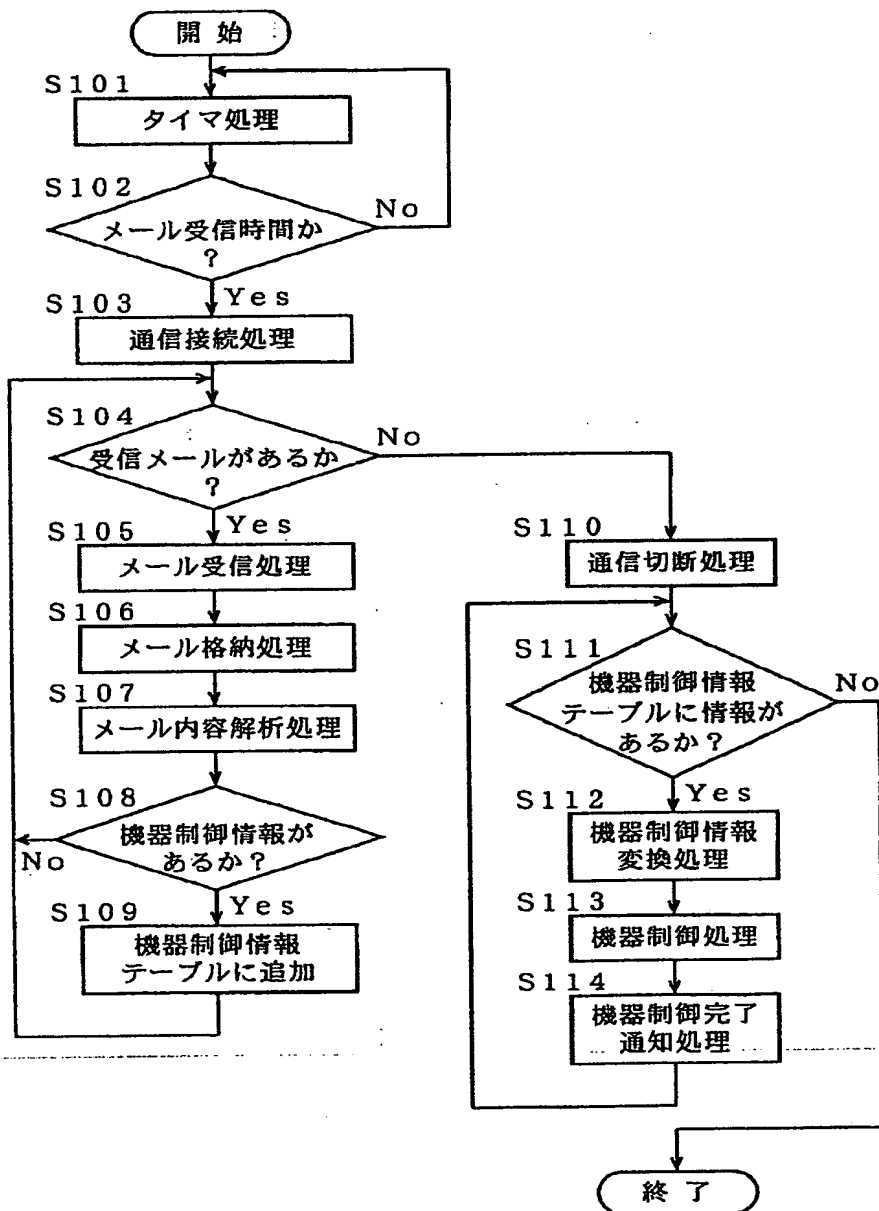 開始
S101
タイマ処理
S102
メール受信時間か
?
No
Yes
S103
通信接続処理
S104
受信メールがあるか
?
No
Yes
S105
メール受信処理
S106
メール格納処理
S107
メール内容解析処理
S108
機器制御情報が
あるか?
No
Yes
S109
機器制御情報
テーブルに追加
S110
通信切断処理
S111
機器制御情報
テーブルに情報が
あるか?
No
Yes
S112
機器制御情報
変換処理
S113
機器制御処理
S114
機器制御完了
通知処理
終了